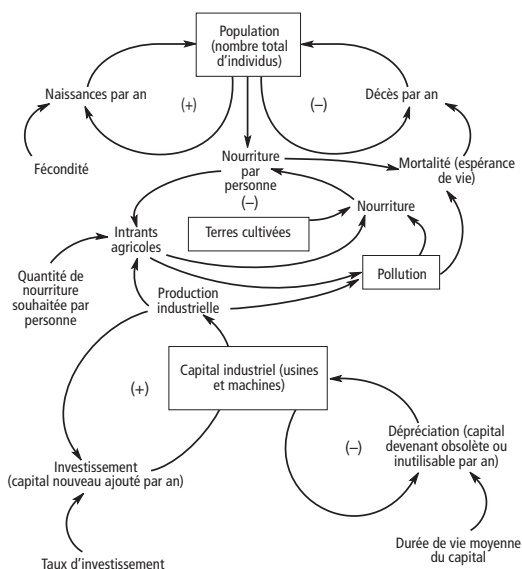 Population
(nombre total
d'individus)
Naissances par an
(+)
(–)
Décès par an
Fécondité
Nourriture
par
personne
(–)
Mortalité (espérance
de vie)
Nourriture
Terres cultivées
Intrants
agricoles
Pollution
Quantité de
nourriture
souhaitée par
personne
Production
industrielle
Capital industriel (usines
et machines)
(+)
(–)
Dépréciation (capital
devenant obsolète ou
inutilisable par an)
Investissement
(capital nouveau ajouté par an)
Durée de vie moyenne
du capital
Taux d'investissement